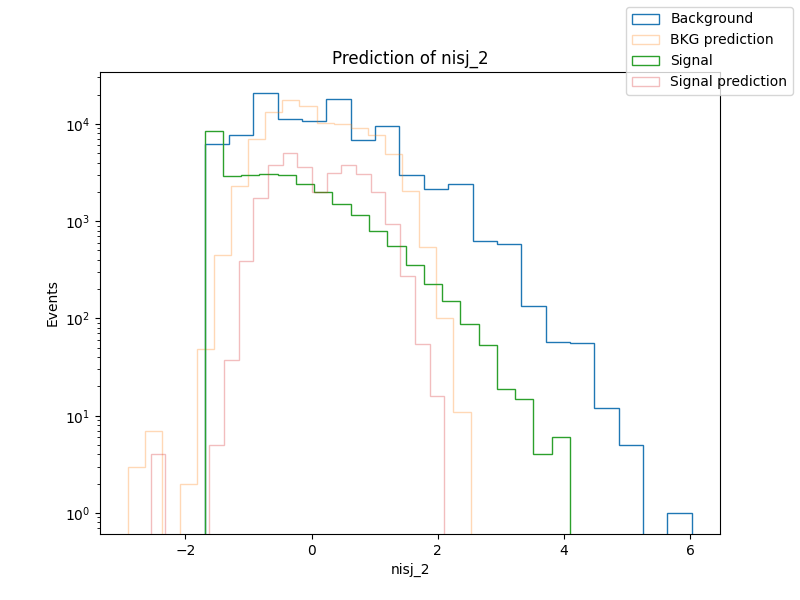 Background
BKG prediction
Signal
Signal prediction
Prediction of nisj_2
Events
10⁴
10³
10²
10¹
10⁰
−2 0 2 4 6
nisj_2